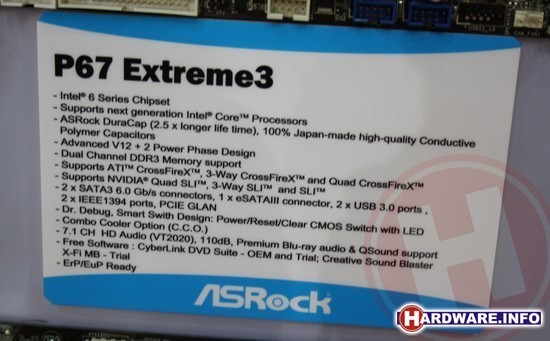 P67 Extreme3
- Intel® 6 Series Chipset
- Supports next generation Intel® Core™ Processors
- ASRock DuraCap (2.5 x longer life time), 100% Japan-made high-quality Conductive
Polymer Capacitors
- Advanced V12 + 2 Power Phase Design
- Dual Channel DDR3 Memory support
- Supports ATI™ CrossFireX™, 3-Way CrossFireX™ and Quad CrossFireX™
- Supports NVIDIA® Quad SLI™, 3-Way SLI™ and SLI™
- 2 x SATA3 6.0 Gb/s connectors, 1 x eSATAIII connector, 2 x USB 3.0 ports ,
2 x IEEE1394 ports, PCIE GLAN
- Dr. Debug, Smart Swith Design: Power/Reset/Clear CMOS Switch with LED
- Combo Cooler Option (C.C.O.)
- 7.1 CH HD Audio (VT2020), 110dB, Premium Blu-ray audio & QSound support
- Free Software : CyberLink DVD Suite - OEM and Trial; Creative Sound Blaster
X-Fi MB - Trial
- ErP/EuP Ready
ASRock
HARDWARE.INFO